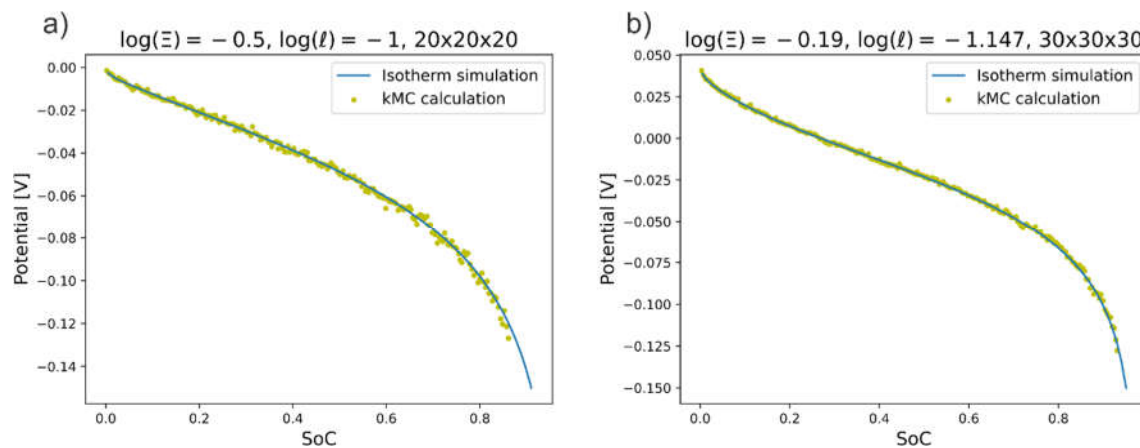 a)
log(Ξ) = −0.5, log(ℓ) = −1, 20x20x20
Isotherm simulation
kMC calculation
0.00
−0.02
−0.04
−0.06
−0.08
−0.10
−0.12
−0.14
Potential [V]
0.0 0.2 0.4 0.6 0.8
SoC
b)
log(Ξ) = −0.19, log(ℓ) = −1.147, 30x30x30
Isotherm simulation
kMC calculation
0.050
0.025
0.000
−0.025
−0.050
−0.075
−0.100
−0.125
−0.150
Potential [V]
0.0 0.2 0.4 0.6 0.8
SoC